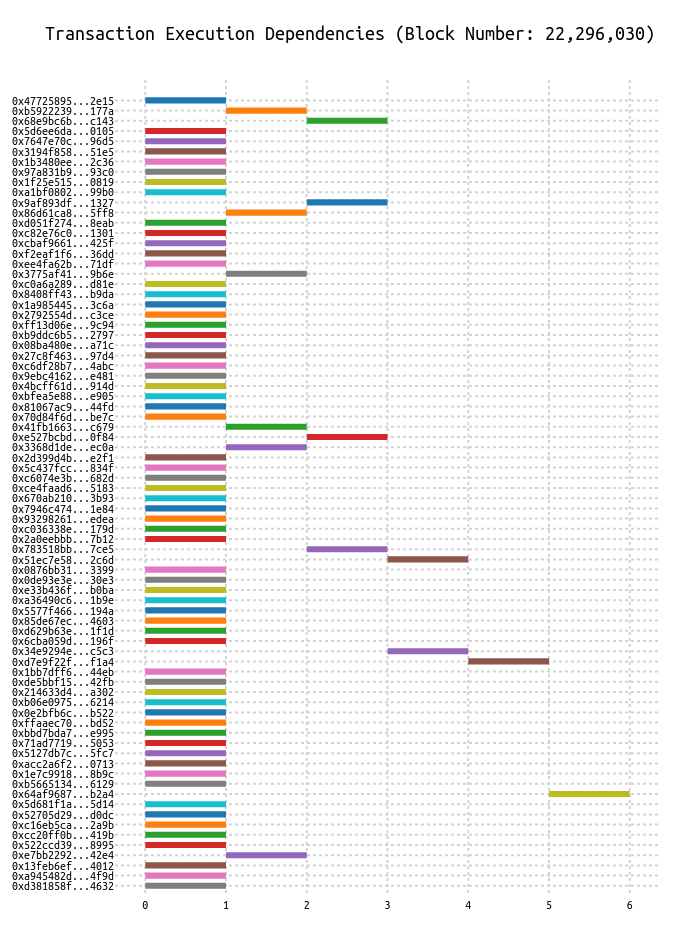 Transaction Execution Dependencies (Block Number: 22,296,030)
0x47725895...2e15
0xb5922239...177a
0x68e9bc6b...c143
0x5d6ee6da...0105
0x7647e70c...96d5
0x3194f858...51e5
0x1b3480ee...2c36
0x97a831b9...93c0
0x1f25e515...0819
0xa1bf0802...99b0
0x9af893df...1327
0x86d61ca8...5ff8
0xd051f274...8eab
0xc82e76c0...1301
0xcbaf9661...425f
0xf2eaf1f6...36dd
0xee4fa62b...71df
0x3775af41...9b6e
0xc0a6a289...d81e
0x8408ff43...b9da
0x1a985445...3c6a
0x2792554d...c3ce
0xff13d06e...9c94
0xb9ddc6b5...2797
0x08ba480e...a71c
0x27c8f463...97d4
0xc6df28b7...4abc
0x9ebc4162...e481
0x4bcff61d...914d
0xbfea5e88...e905
0x81067ac9...44fd
0x70d84f6d...be7c
0x41fb1663...c679
0xe527bcbd...0f84
0x3368d1de...ec0a
0x2d399d4b...e2f1
0x5c437fcc...834f
0xc6074e3b...682d
0xce4faad6...5183
0x670ab210...3b93
0x7946c474...1e84
0x93298261...edea
0xc036338e...179d
0x2a0eebbb...7b12
0x783518bb...7ce5
0x51ec7e58...2c6d
0x0876bb31...3399
0x0de93e3e...30e3
0xe33b436f...b0ba
0xa36490c6...1b9e
0x5577f466...194a
0x85de67ec...4603
0xd629b63e...1f1d
0x6cba059d...196f
0x34e9294e...c5c3
0xd7e9f22f...f1a4
0x1bb7dff6...44eb
0xde5bbf15...42fb
0x214633d4...a302
0xb06e0975...6214
0x0e2bfb6c...b522
0xffaaec70...bd52
0xbbd7bda7...e995
0x71ad7719...5053
0x5127db7c...5fc7
0xacc2a6f2...0713
0x1e7c9918...8b9c
0xb5665134...6129
0x64af9687...b2a4
0x5d681f1a...5d14
0x52705d29...d0dc
0xc16eb5ca...2a9b
0xcc20ff0b...419b
0x522ccd39...8995
0xe7bb2292...42e4
0x13feb6ef...4012
0xa945482d...4f9d
0xd381858f...4632
0 1 2 3 4 5 6